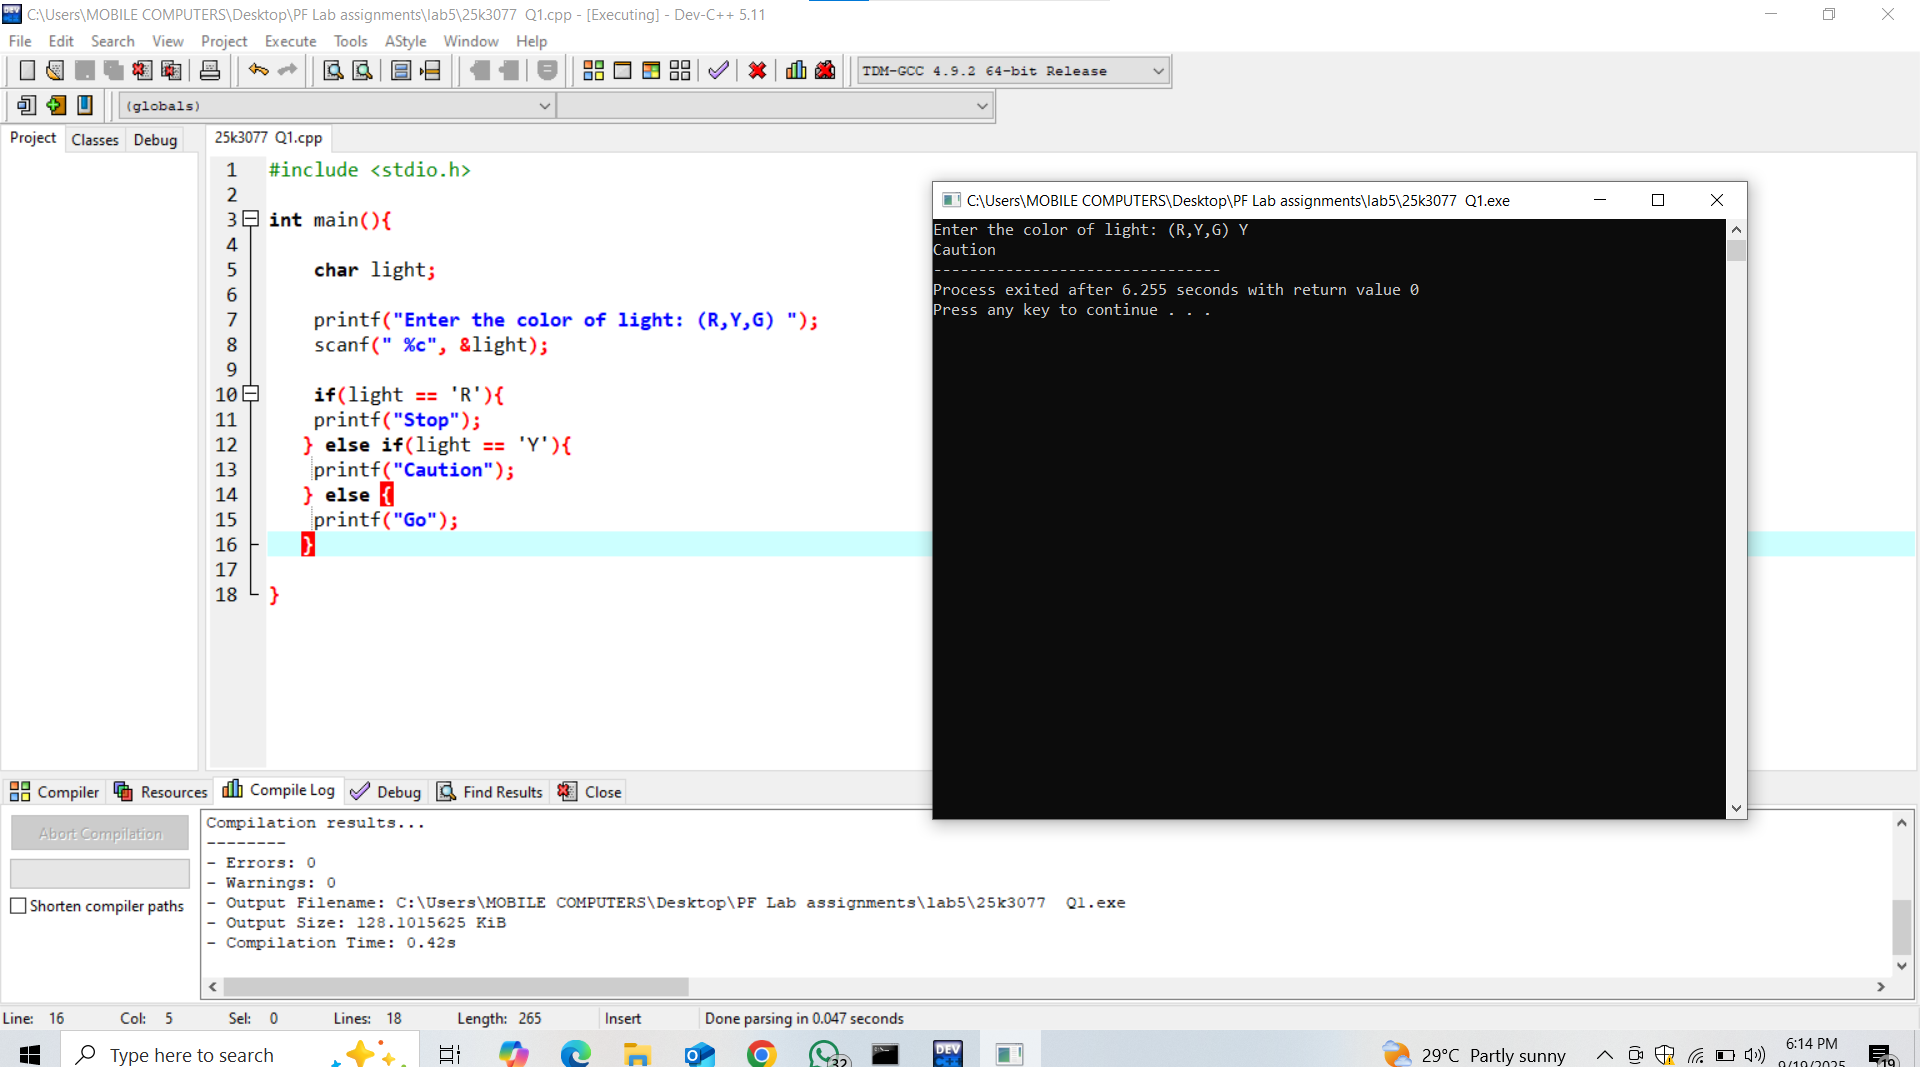 C:\Users\MOBILE COMPUTERS\Desktop\PF Lab assignments\lab5\25k3077  Q1.cpp - [Executing] - Dev-C++ 5.11
File Edit Search View Project Execute Tools AStyle Window Help
TDM-GCC 4.9.2 64-bit Release
(globals)
Project Classes Debug
25k3077  Q1.cpp
1 #include <stdio.h>
2
3 int main(){
4
5 char light;
6
7 printf("Enter the color of light: (R,Y,G) ");
8 scanf(" %c", &light);
9
10 if(light == 'R'){
11 printf("Stop");
12 } else if(light == 'Y'){
13 printf("Caution");
14 } else {
15 printf("Go");
16 }
17
18 }
C:\Users\MOBILE COMPUTERS\Desktop\PF Lab assignments\lab5\25k3077  Q1.exe
Enter the color of light: (R,Y,G) Y
Caution
--------------------------------
Process exited after 6.255 seconds with return value 0
Press any key to continue . . .
Compiler Resources Compile Log Debug Find Results Close
Abort Compilation
Shorten compiler paths
Compilation results...
--------
- Errors: 0
- Warnings: 0
- Output Filename: C:\Users\MOBILE COMPUTERS\Desktop\PF Lab assignments\lab5\25k3077  Q1.exe
- Output Size: 128.1015625 KiB
- Compilation Time: 0.42s
Line: 16 Col: 5 Sel: 0 Lines: 18 Length: 265 Insert Done parsing in 0.047 seconds
Type here to search
DEV
32
29°C Partly sunny
6:14 PM
9/19/2025
19